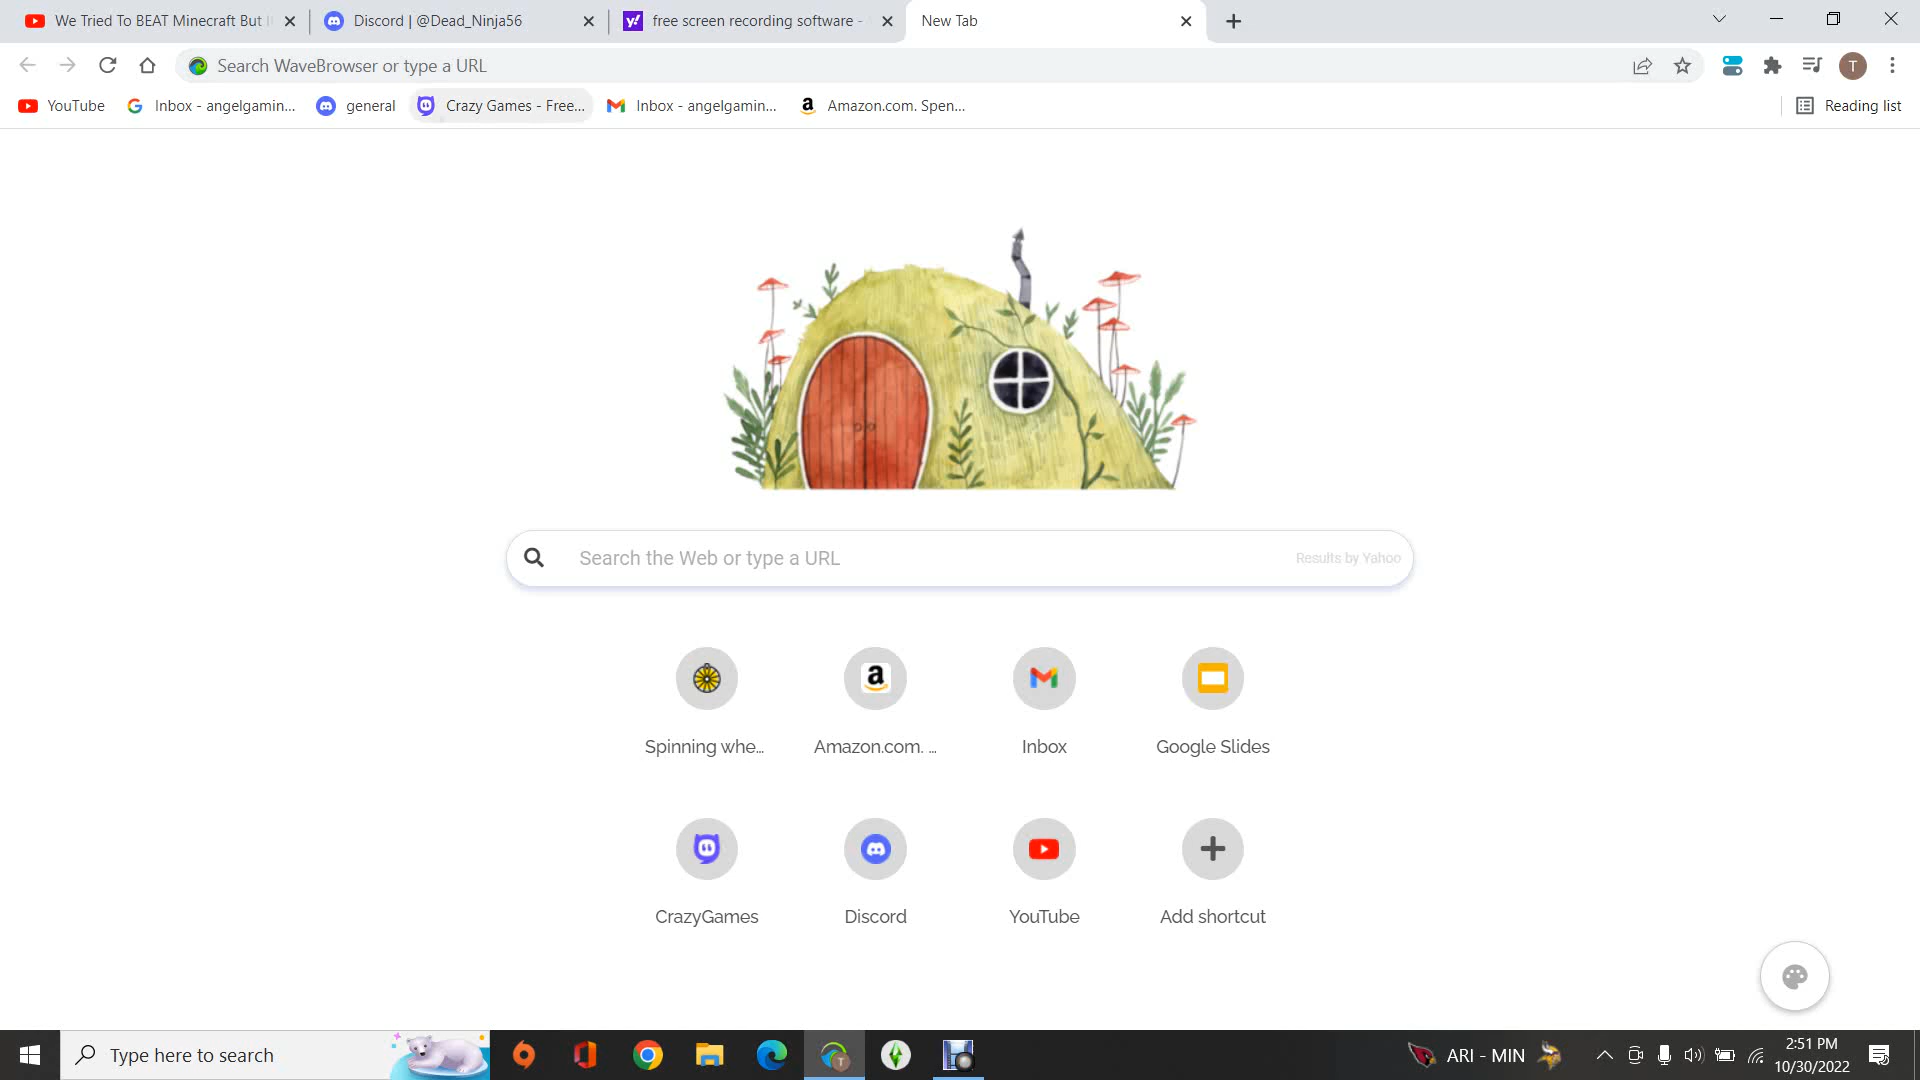 We Tried To BEAT Minecraft But
Discord | @Dead_Ninja56
free screen recording software -
New Tab
Search WaveBrowser or type a URL
T
YouTube
Inbox - angelgamin...
general
Crazy Games - Free...
Inbox - angelgamin...
Amazon.com. Spen...
Reading list
Search the Web or type a URL
Results by Yahoo
Spinning whe...
Amazon.com. ...
Inbox
Google Slides
CrazyGames
Discord
YouTube
Add shortcut
Type here to search
T
ARI - MIN
2:51 PM
10/30/2022